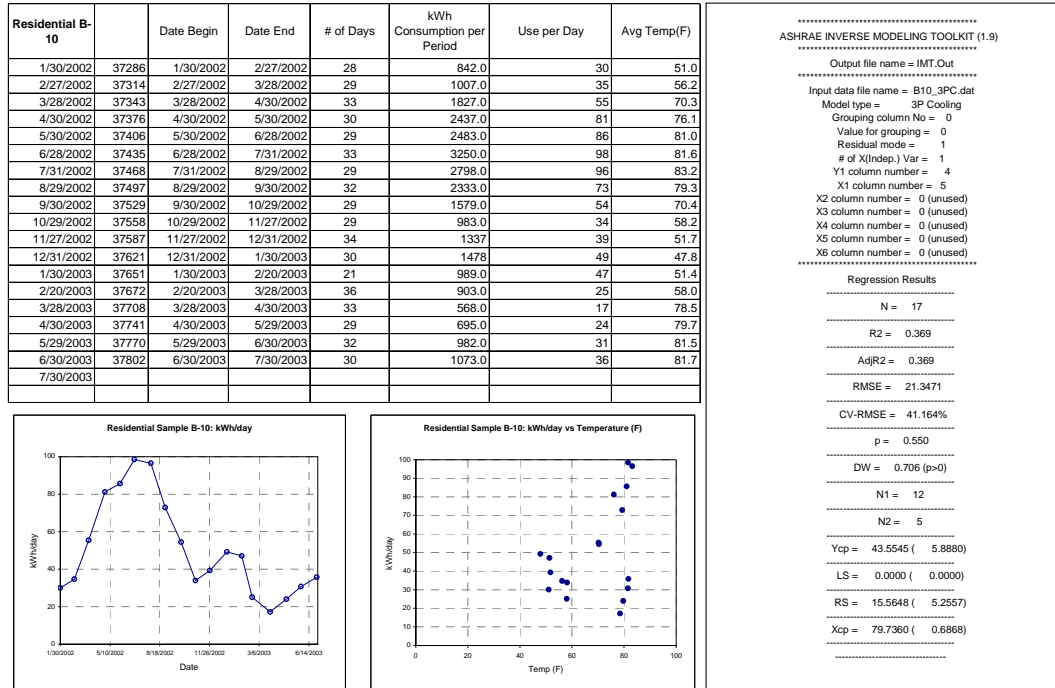 Residential B-10 Date Begin Date End # of Days kWh Consumption per Period Use per Day Avg Temp(F)
1/30/2002 37286 1/30/2002 2/27/2002 28 842.0 30 51.0
2/27/2002 37314 2/27/2002 3/28/2002 29 1007.0 35 56.2
3/28/2002 37343 3/28/2002 4/30/2002 33 1827.0 55 70.3
4/30/2002 37376 4/30/2002 5/30/2002 30 2437.0 81 76.1
5/30/2002 37406 5/30/2002 6/28/2002 29 2483.0 86 81.0
6/28/2002 37435 6/28/2002 7/31/2002 33 3250.0 98 81.6
7/31/2002 37468 7/31/2002 8/29/2002 29 2798.0 96 83.2
8/29/2002 37497 8/29/2002 9/30/2002 32 2333.0 73 79.3
9/30/2002 37529 9/30/2002 10/29/2002 29 1579.0 54 70.4
10/29/2002 37558 10/29/2002 11/27/2002 29 983.0 34 58.2
11/27/2002 37587 11/27/2002 12/31/2002 34 1337 39 51.7
12/31/2002 37621 12/31/2002 1/30/2003 30 1478 49 47.8
1/30/2003 37651 1/30/2003 2/20/2003 21 989.0 47 51.4
2/20/2003 37672 2/20/2003 3/28/2003 36 903.0 25 58.0
3/28/2003 37708 3/28/2003 4/30/2003 33 568.0 17 78.5
4/30/2003 37741 4/30/2003 5/29/2003 29 695.0 24 79.7
5/29/2003 37770 5/29/2003 6/30/2003 32 982.0 31 81.5
6/30/2003 37802 6/30/2003 7/30/2003 30 1073.0 36 81.7
7/30/2003
Residential Sample B-10: kWh/day
100
80
60
40
20
0
kWh/day
1/30/2002 5/10/2002 8/18/2002 11/26/2002 3/6/2003 6/14/2003
Date
Residential Sample B-10: kWh/day vs Temperature (F)
100
90
80
70
60
50
40
30
20
10
0
kWh/day
0 20 40 60 80 100
Temp (F)
********************************************
ASHRAE INVERSE MODELING TOOLKIT (1.9)
********************************************
Output file name = IMT.Out
********************************************
Input data file name = B10_3PC.dat
Model type = 3P Cooling
Grouping column No = 0
Value for grouping = 0
Residual mode = 1
# of X(Indep.) Var = 1
Y1 column number = 4
X1 column number = 5
X2 column number = 0 (unused)
X3 column number = 0 (unused)
X4 column number = 0 (unused)
X5 column number = 0 (unused)
X6 column number = 0 (unused)
********************************************
Regression Results
--------------------------------------
N = 17
--------------------------------------
R2 = 0.369
--------------------------------------
AdjR2 = 0.369
--------------------------------------
RMSE = 21.3471
--------------------------------------
CV-RMSE = 41.164%
--------------------------------------
p = 0.550
--------------------------------------
DW = 0.706 (p>0)
--------------------------------------
N1 = 12
--------------------------------------
N2 = 5
--------------------------------------
Ycp = 43.5545 ( 5.8880)
--------------------------------------
LS = 0.0000 ( 0.0000)
--------------------------------------
RS = 15.5648 ( 5.2557)
--------------------------------------
Xcp = 79.7360 ( 0.6868)
--------------------------------------
---------------------------------